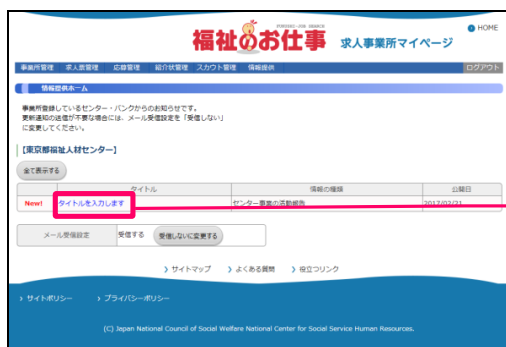 FUKUSHI-JOB SEARCH
福祉のお仕事 求人事業所マイページ
HOME
事業所管理 求人票管理 応募管理 紹介状管理 スカウト管理 情報提供 ログアウト
情報提供ホーム
事業所登録しているセンター・バンクからのお知らせです。
更新通知の送信が不要な場合には、メール受信設定を「受信しない」
に変更してください。
【東京都福祉人材センター】
全て表示する
タイトル 情報の種類 公開日
New! タイトルを入力します センター事業の活動報告 2017/02/21
メール受信設定 受信する 受信しないに変更する
サイトマップ よくある質問 役立つリンク
サイトポリシー プライバシーポリシー
(C) Japan National Council of Social Welfare National Center for Social Service Human Resources.